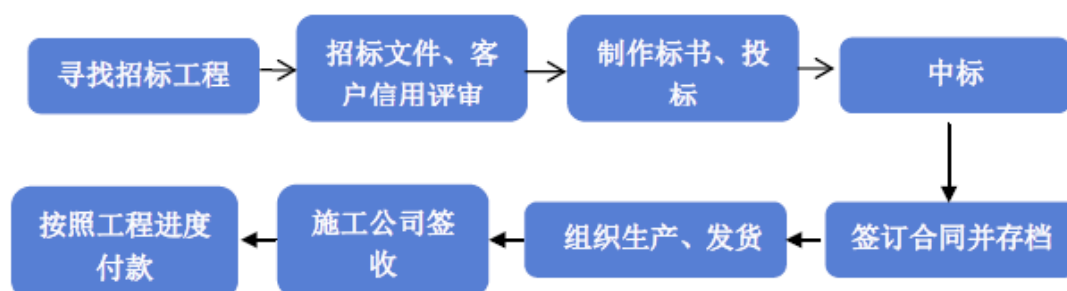 寻找招标工程
招标文件、客
户信用评审
制作标书、投
标
中标
签订合同并存档
组织生产、发货
施工公司签
收
按照工程进度
付款